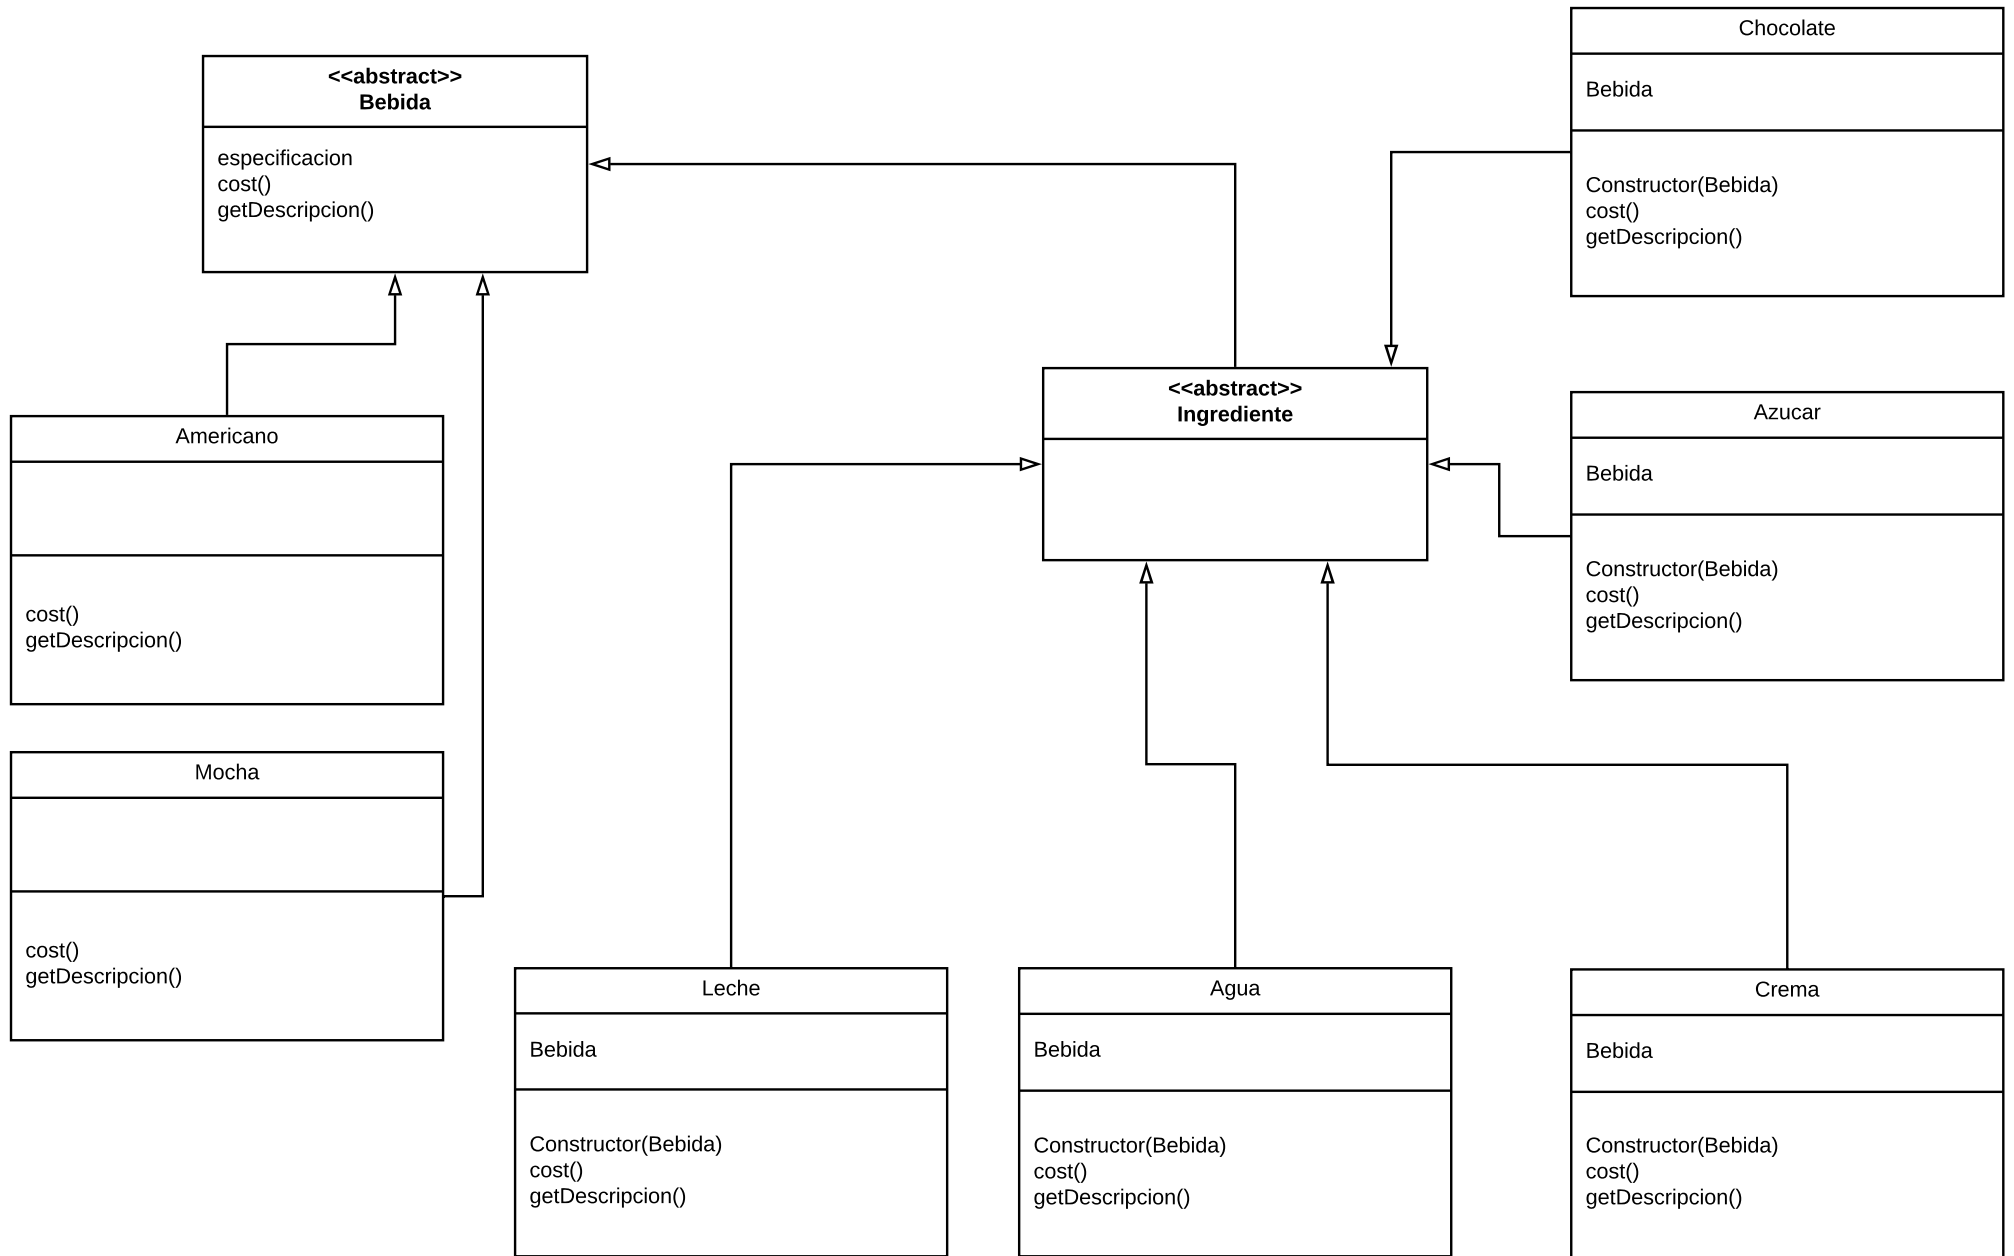 <<abstract>>
Bebida
especificacion
cost()
getDescripcion()
Americano
cost()
getDescripcion()
Mocha
cost()
getDescripcion()
<<abstract>>
Ingrediente
Chocolate
Bebida
Constructor(Bebida)
cost()
getDescripcion()
Azucar
Bebida
Constructor(Bebida)
cost()
getDescripcion()
Leche
Bebida
Constructor(Bebida)
cost()
getDescripcion()
Agua
Bebida
Constructor(Bebida)
cost()
getDescripcion()
Crema
Bebida
Constructor(Bebida)
cost()
getDescripcion()